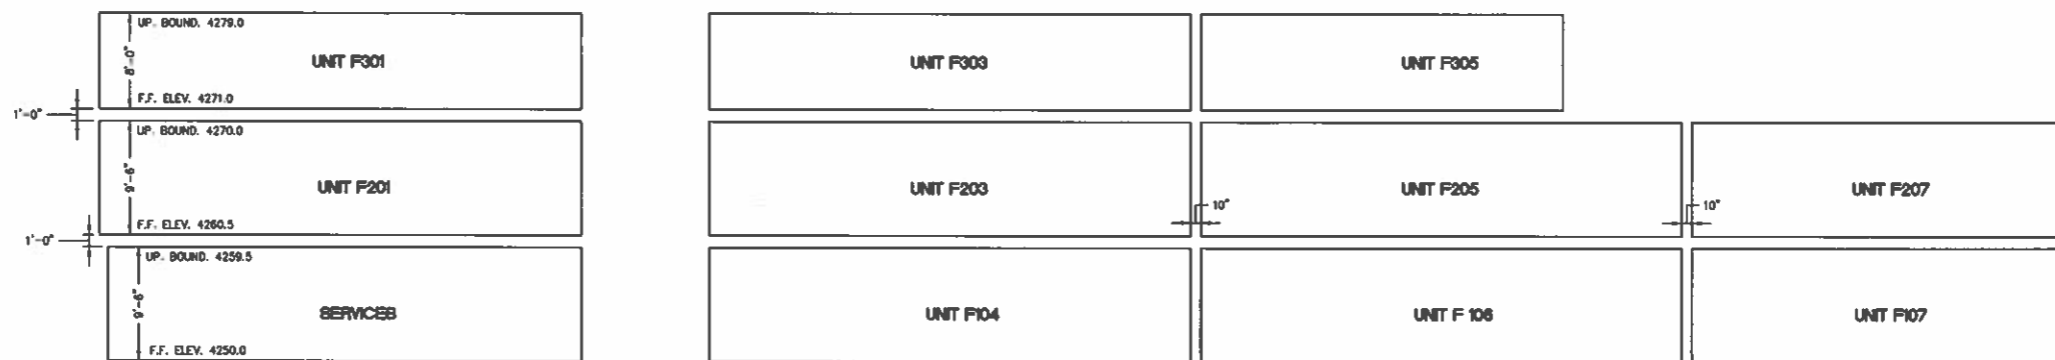 UP. BOUND. 4279.0
8'-0"
UNIT F301
UNIT F303
UNIT F305
F.F. ELEV. 4271.0
1'-0"
UP. BOUND. 4270.0
9'-6"
UNIT F201
UNIT F203
UNIT F205
UNIT F207
10"
10"
F.F. ELEV. 4260.5
1'-0"
UP. BOUND. 4259.5
9'-6"
SERVICES
UNIT F104
UNIT F 106
UNIT F107
F.F. ELEV. 4250.0